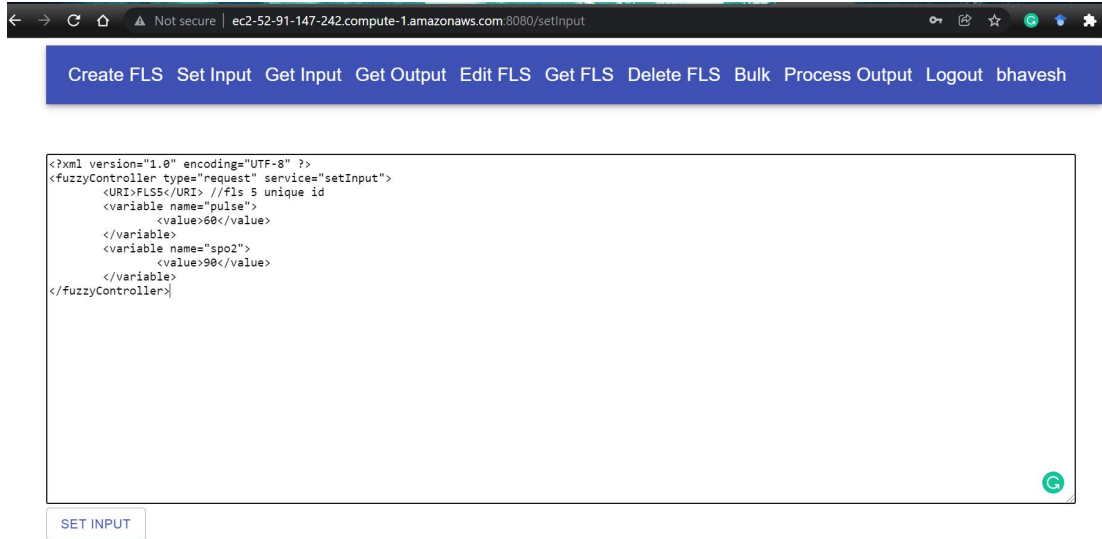 Not secure | ec2-52-91-147-242.compute-1.amazonaws.com:8080/setInput
Create FLS Set Input Get Input Get Output Edit FLS Get FLS Delete FLS Bulk Process Output Logout bhavesh
<?xml version="1.0" encoding="UTF-8" ?>
<fuzzyController type="request" service="setInput">
<URI>FLS5</URI> //fls 5 unique id
<variable name="pulse">
<value>60</value>
</variable>
<variable name="spo2">
<value>90</value>
</variable>
</fuzzyController>
SET INPUT